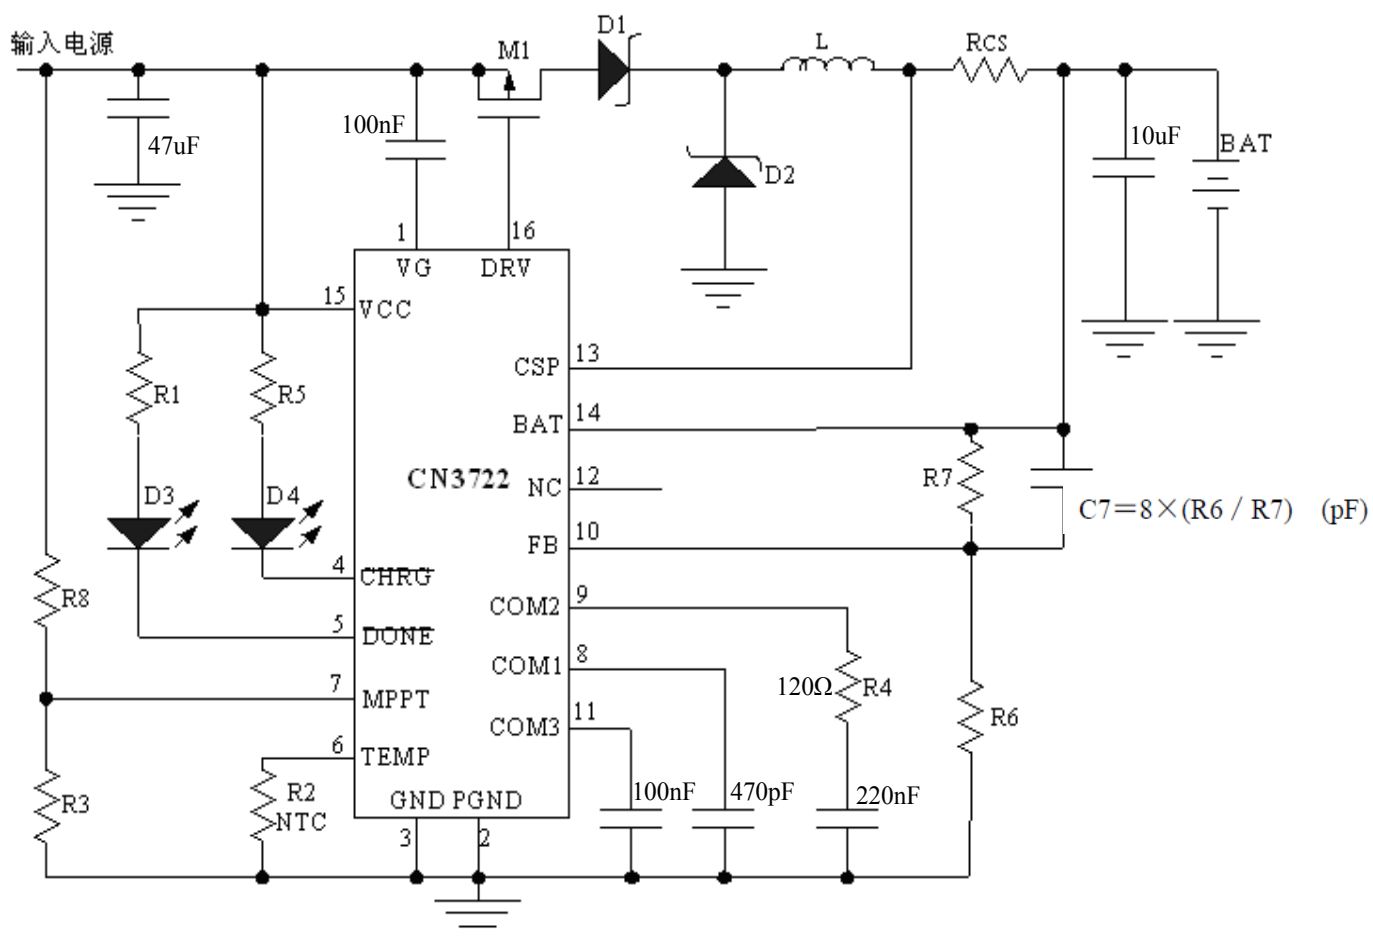 输入电源
M1
D1
L
RCS
100nF
47uF
D2
10uF
BAT
1
16
VG
DRV
15
VCC
13
CSP
R1
R5
14
BAT
CN3722
12
NC
R7
C7＝8×(R6 / R7) (pF)
D3
D4
10
FB
4
CHRG
R8
9
COM2
5
DONE
8
COM1
7
MPPT
120Ω
R4
11
COM3
R6
6
TEMP
R3
R2
NTC
GND
PGND
100nF
470pF
220nF
3
2